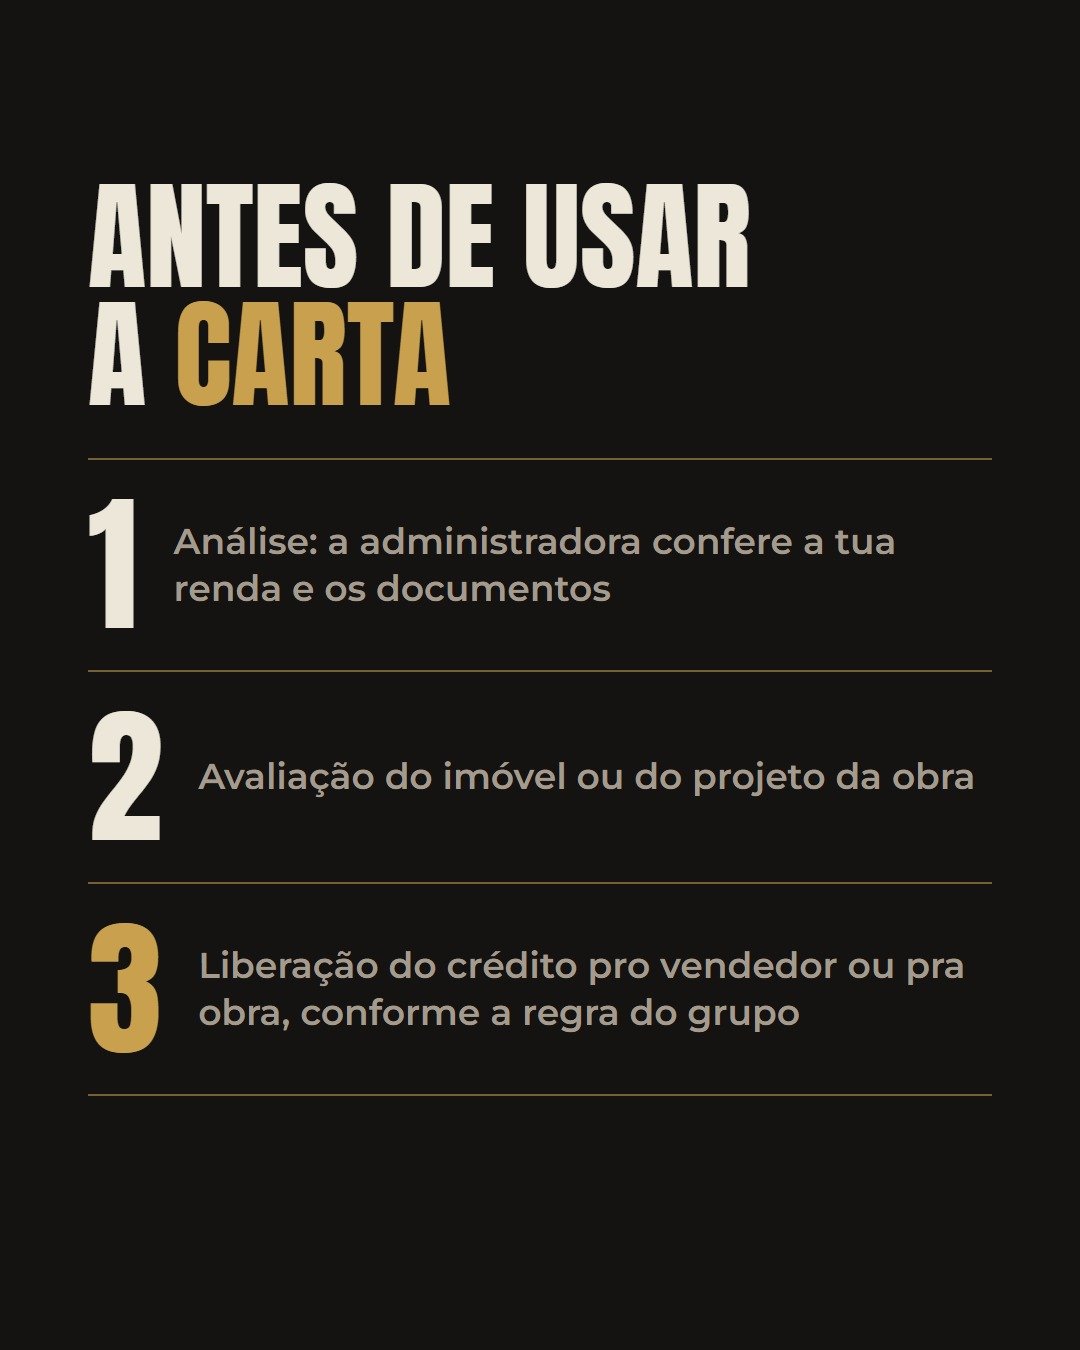 ANTES DE USAR
A CARTA
1
Análise: a administradora confere a tua
renda e os documentos
2
Avaliação do imóvel ou do projeto da obra
3
Liberação do crédito pro vendedor ou pra
obra, conforme a regra do grupo